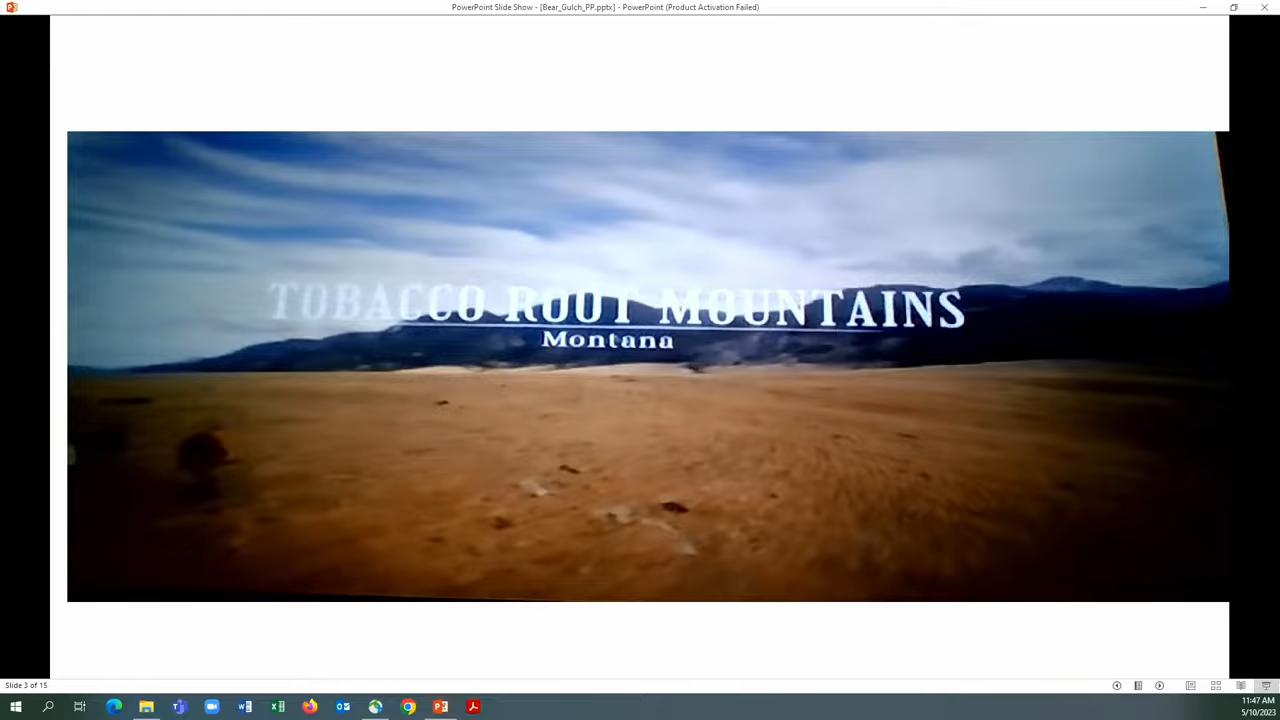 PowerPoint Slide Show - [Bear_Gulch_PP.pptx] - PowerPoint (Product Activation Failed)
TOBACCO ROOT MOUNTAINS
Montana
Slide 3 of 15
11:47 AM
5/10/2023